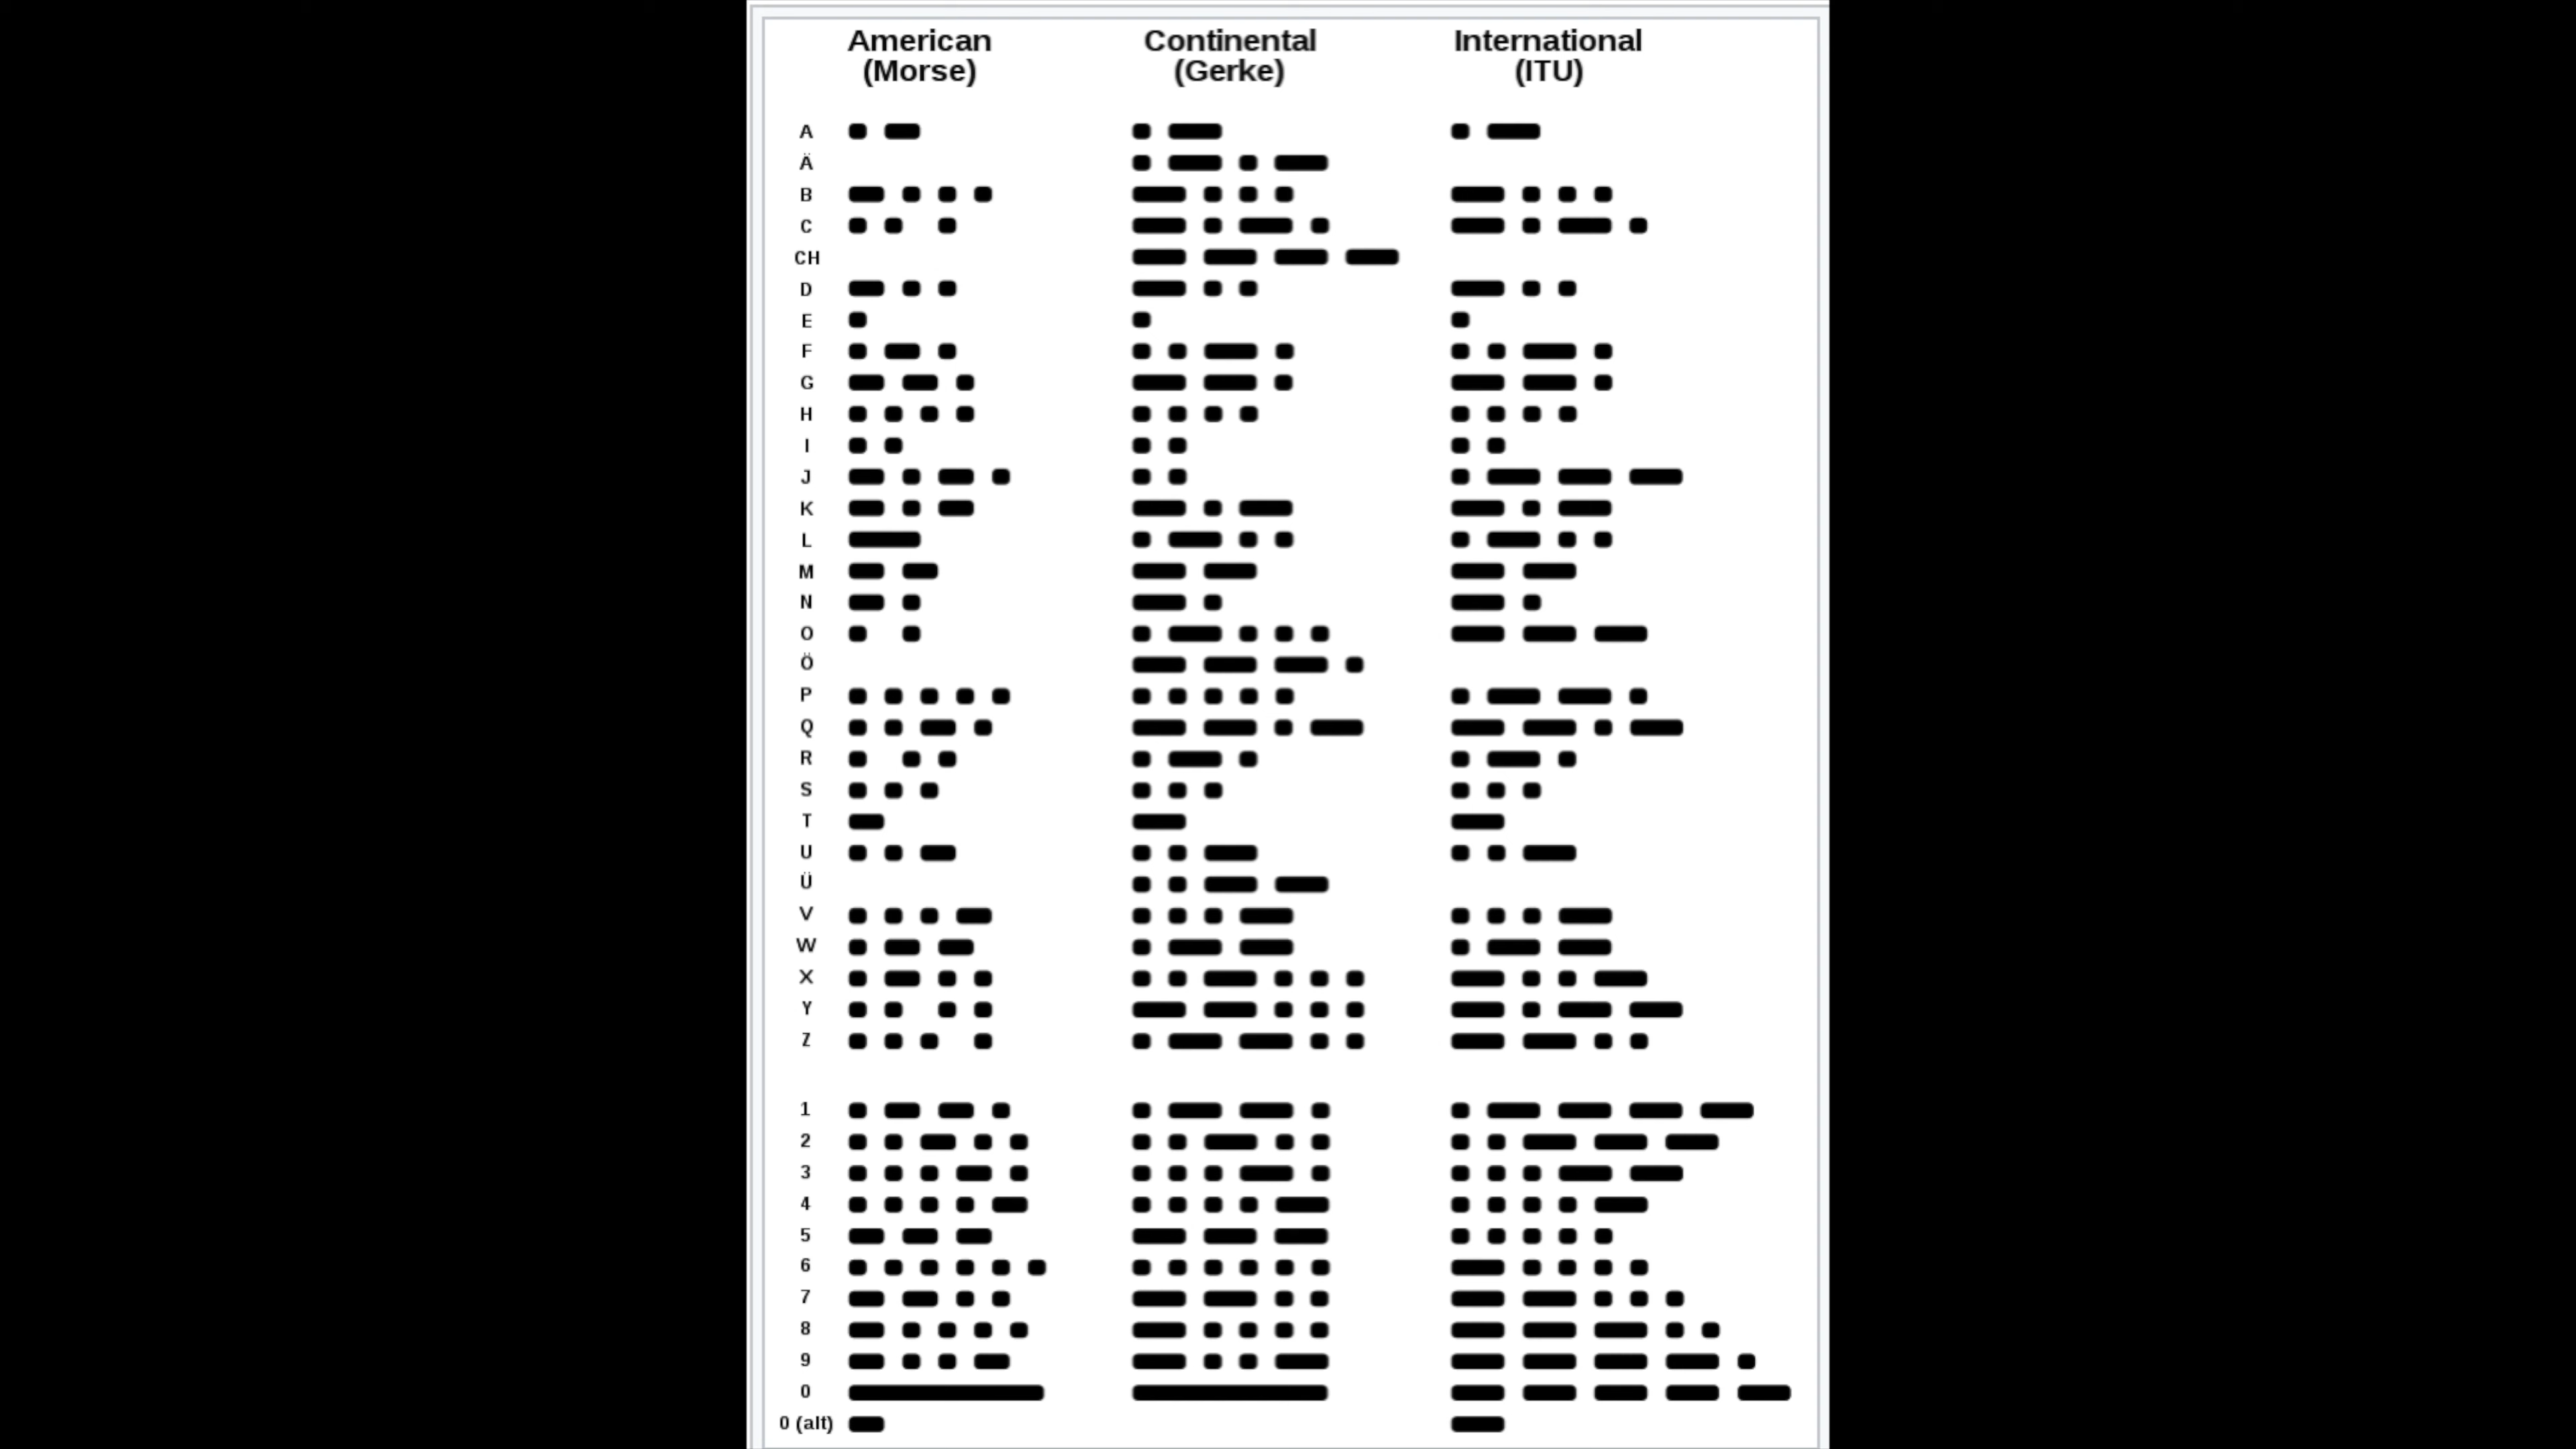 American Continental International
(Morse) (Gerke) (ITU)
A
Ä
B
C
CH
D
E
F
G
H
I
J
K
L
M
N
O
Ö
P
Q
R
S
T
U
Ü
V
W
X
Y
Z
1
2
3
4
5
6
7
8
9
0
0 (alt)